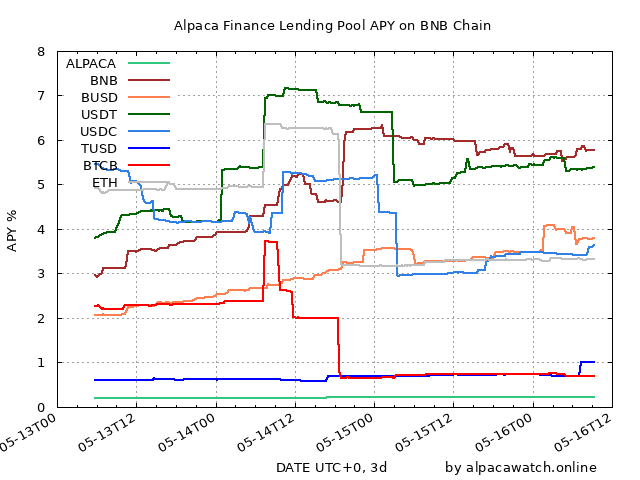 Alpaca Finance Lending Pool APY on BNB Chain
8
7
6
5
4
3
2
1
0
APY %
ALPACA
BNB
BUSD
USDT
USDC
TUSD
BTCB
ETH
05-13T00
05-13T12
05-14T00
05-14T12
05-15T00
05-15T12
05-16T00
05-16T12
DATE UTC+0, 3d
by alpacawatch.online